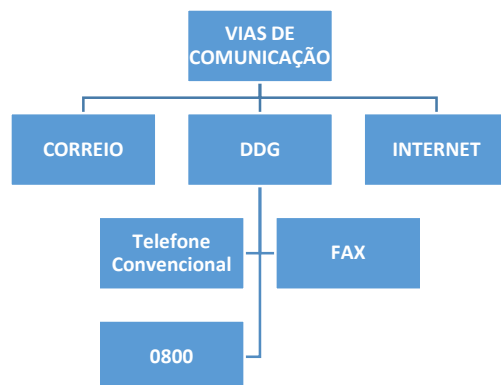 VIAS DE
COMUNICAÇÃO
CORREIO
DDG
INTERNET
Telefone
Convencional
FAX
0800